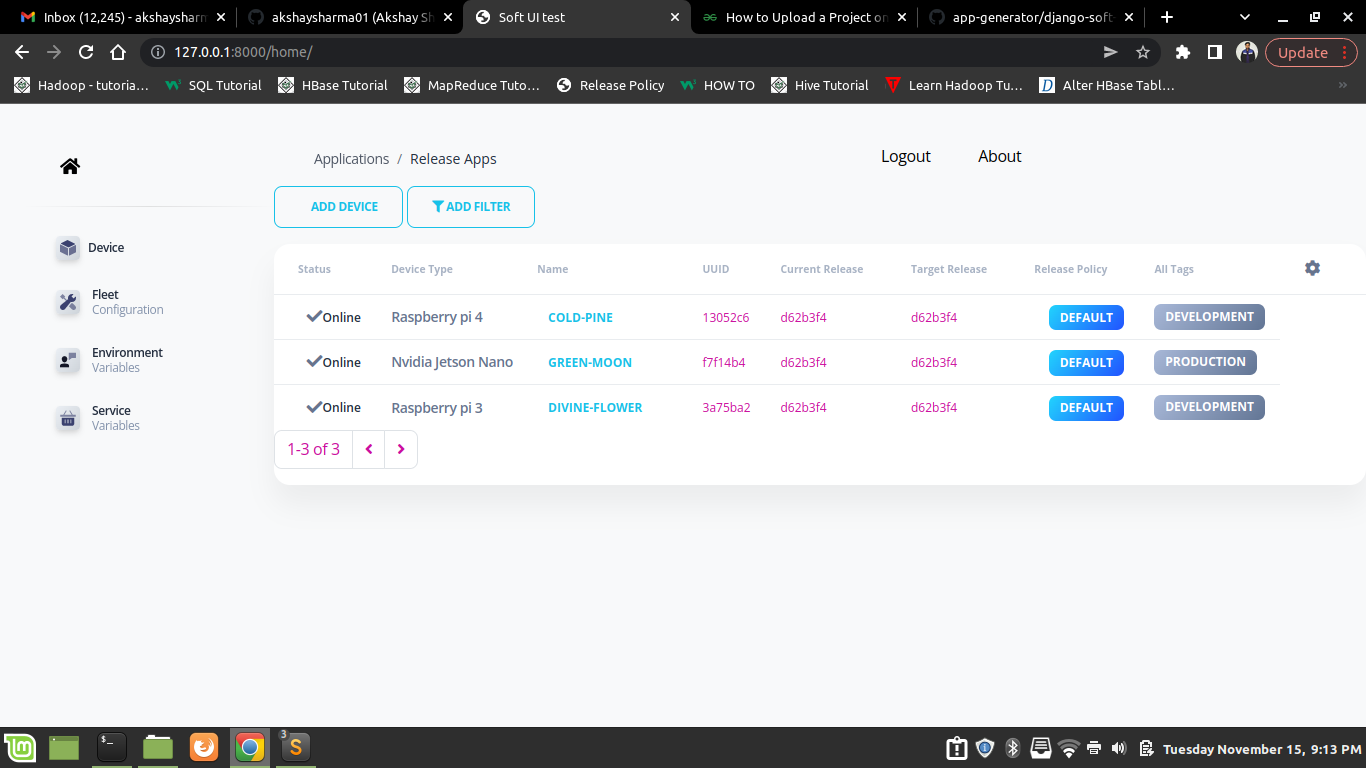 Inbox (12,245) - akshaysharm
akshaysharma01 (Akshay Sh
Soft UI test
How to Upload a Project on
app-generator/django-soft-
127.0.0.1:8000/home/
Update
Hadoop - tutoria...
SQL Tutorial
HBase Tutorial
MapReduce Tuto...
Release Policy
HOW TO
Hive Tutorial
Learn Hadoop Tu...
Alter HBase Tabl...
Applications / Release Apps
Logout
About
ADD DEVICE
ADD FILTER
Device
Fleet
Configuration
Environment
Variables
Service
Variables
Status Device Type Name UUID Current Release Target Release Release Policy All Tags
Online Raspberry pi 4 COLD-PINE 13052c6 d62b3f4 d62b3f4 DEFAULT DEVELOPMENT
Online Nvidia Jetson Nano GREEN-MOON f7f14b4 d62b3f4 d62b3f4 DEFAULT PRODUCTION
Online Raspberry pi 3 DIVINE-FLOWER 3a75ba2 d62b3f4 d62b3f4 DEFAULT DEVELOPMENT
1-3 of 3
3
Tuesday November 15, 9:13 PM